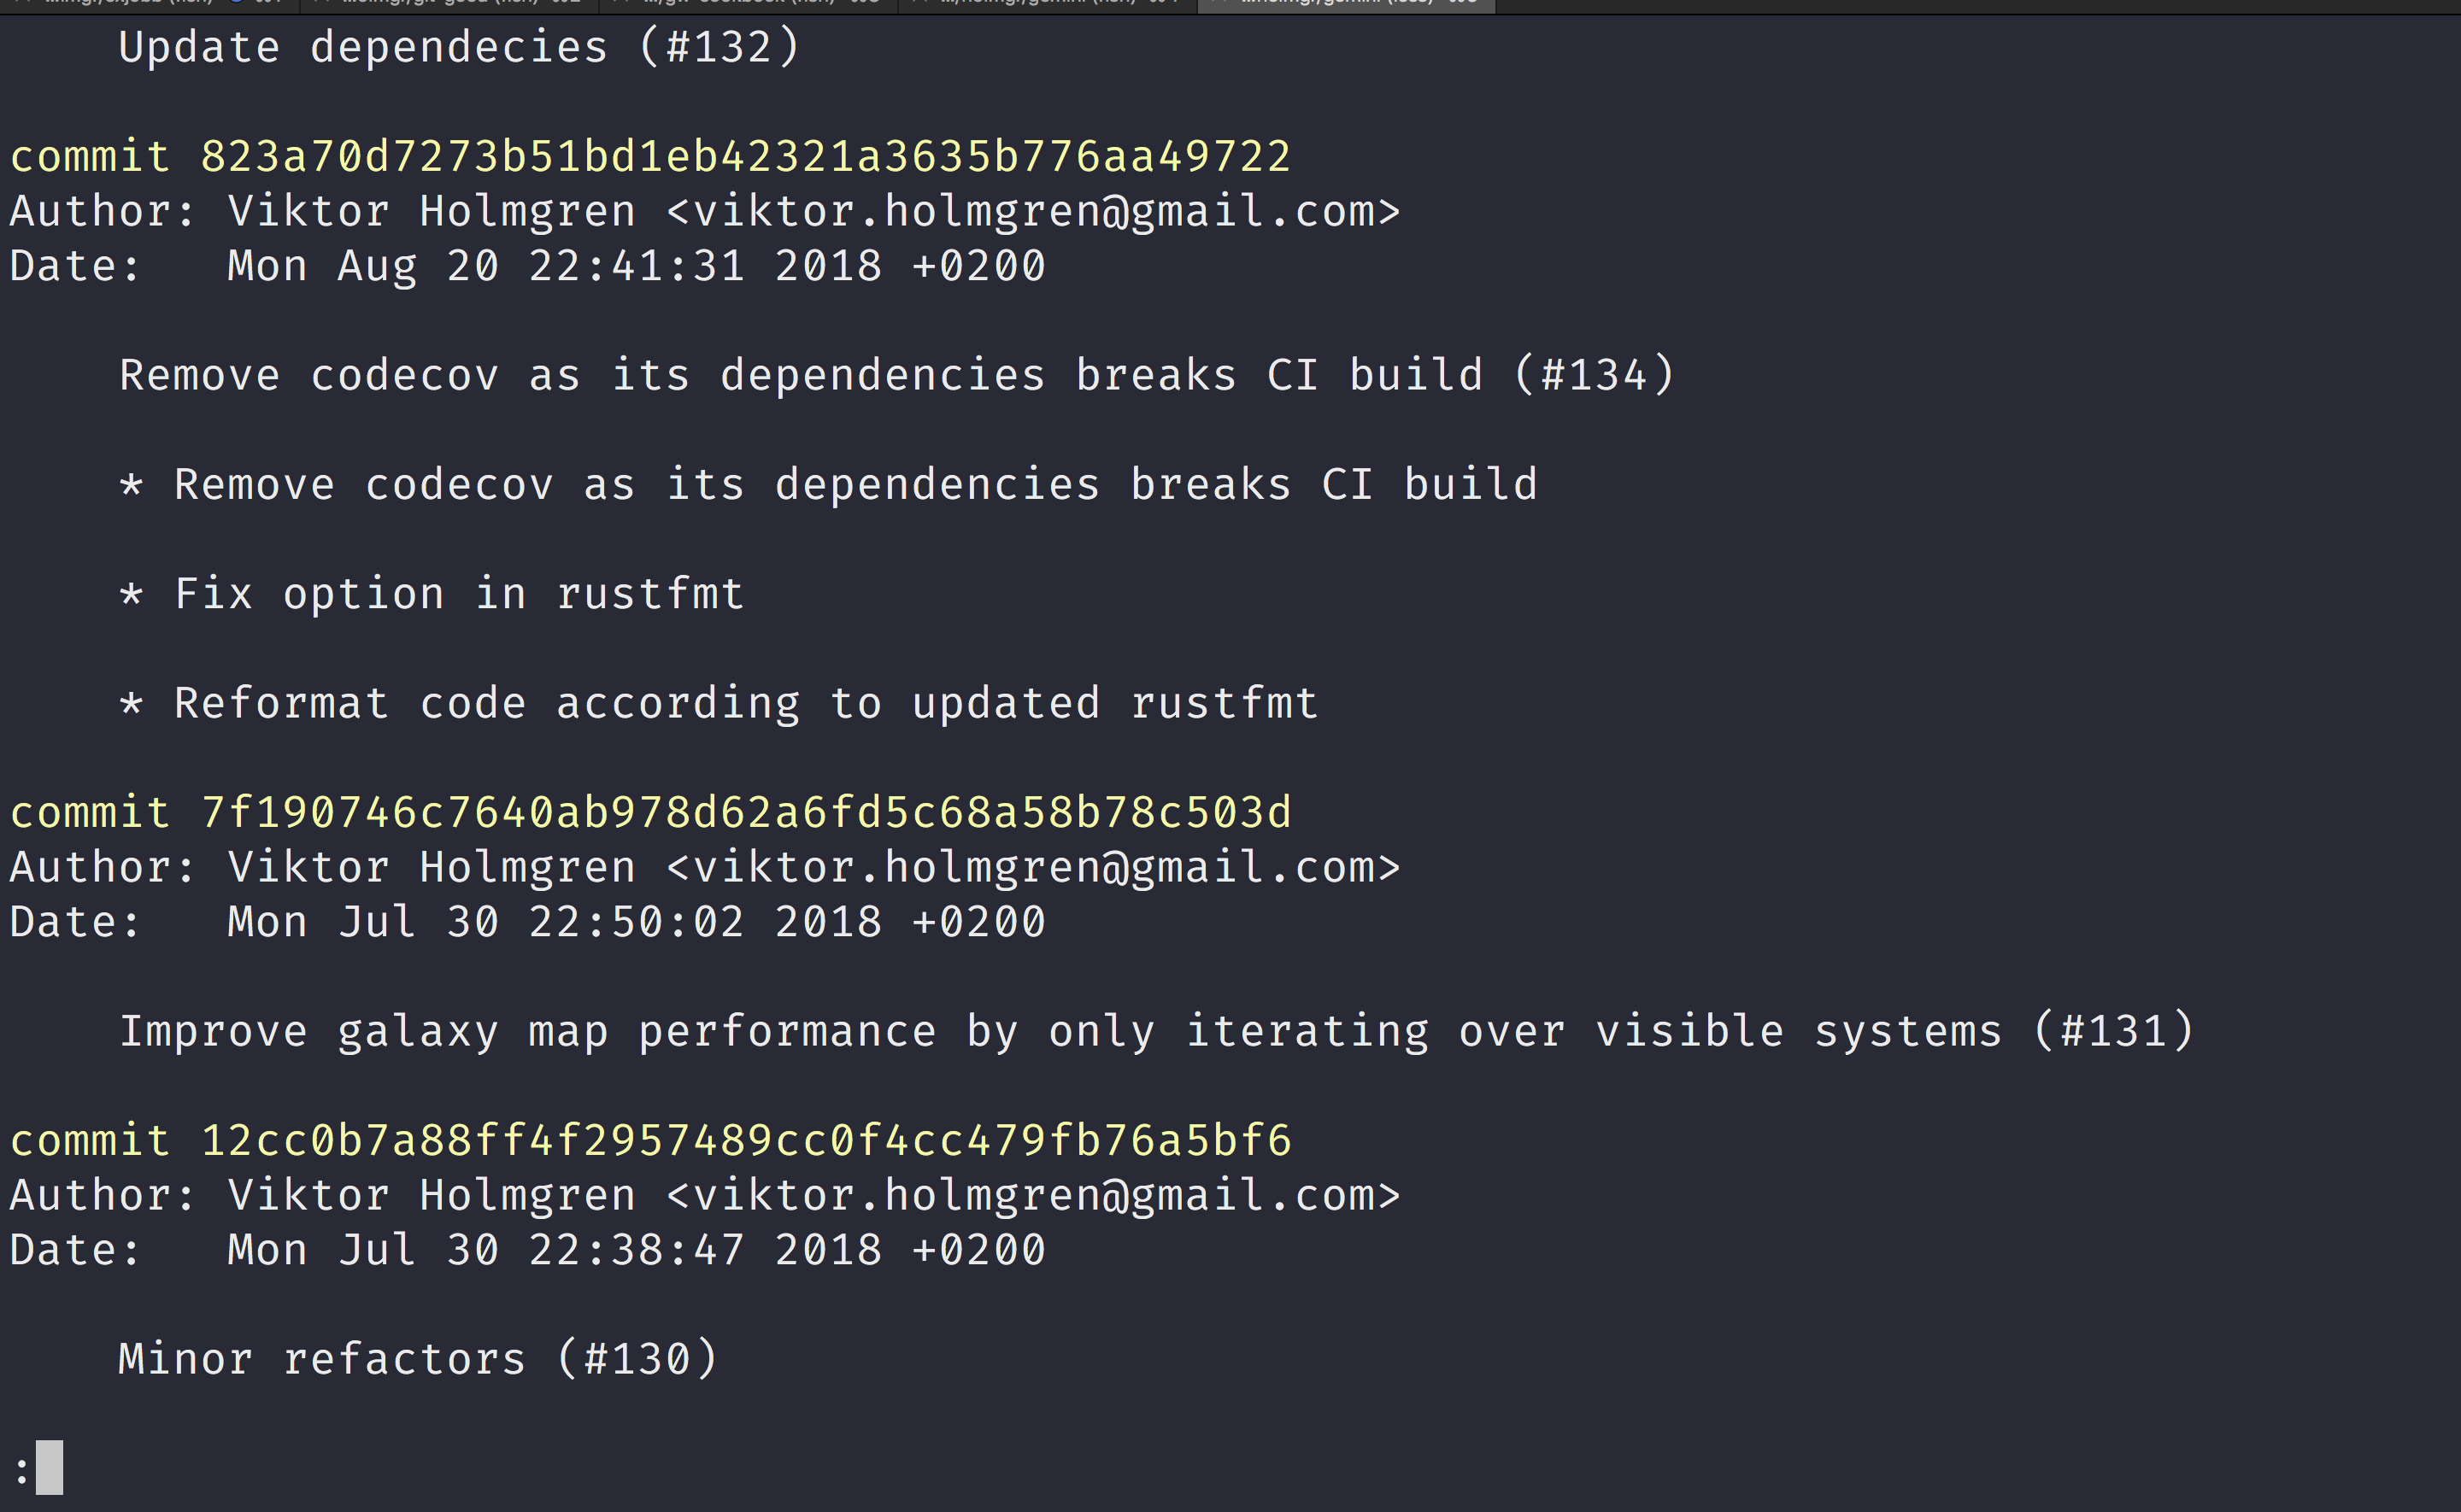 Update dependecies (#132)
commit 823a70d7273b51bd1eb42321a3635b776aa49722
Author: Viktor Holmgren <viktor.holmgren@gmail.com>
Date:   Mon Aug 20 22:41:31 2018 +0200
Remove codecov as its dependencies breaks CI build (#134)
* Remove codecov as its dependencies breaks CI build
* Fix option in rustfmt
* Reformat code according to updated rustfmt
commit 7f190746c7640ab978d62a6fd5c68a58b78c503d
Author: Viktor Holmgren <viktor.holmgren@gmail.com>
Date:   Mon Jul 30 22:50:02 2018 +0200
Improve galaxy map performance by only iterating over visible systems (#131)
commit 12cc0b7a88ff4f2957489cc0f4cc479fb76a5bf6
Author: Viktor Holmgren <viktor.holmgren@gmail.com>
Date:   Mon Jul 30 22:38:47 2018 +0200
Minor refactors (#130)
: